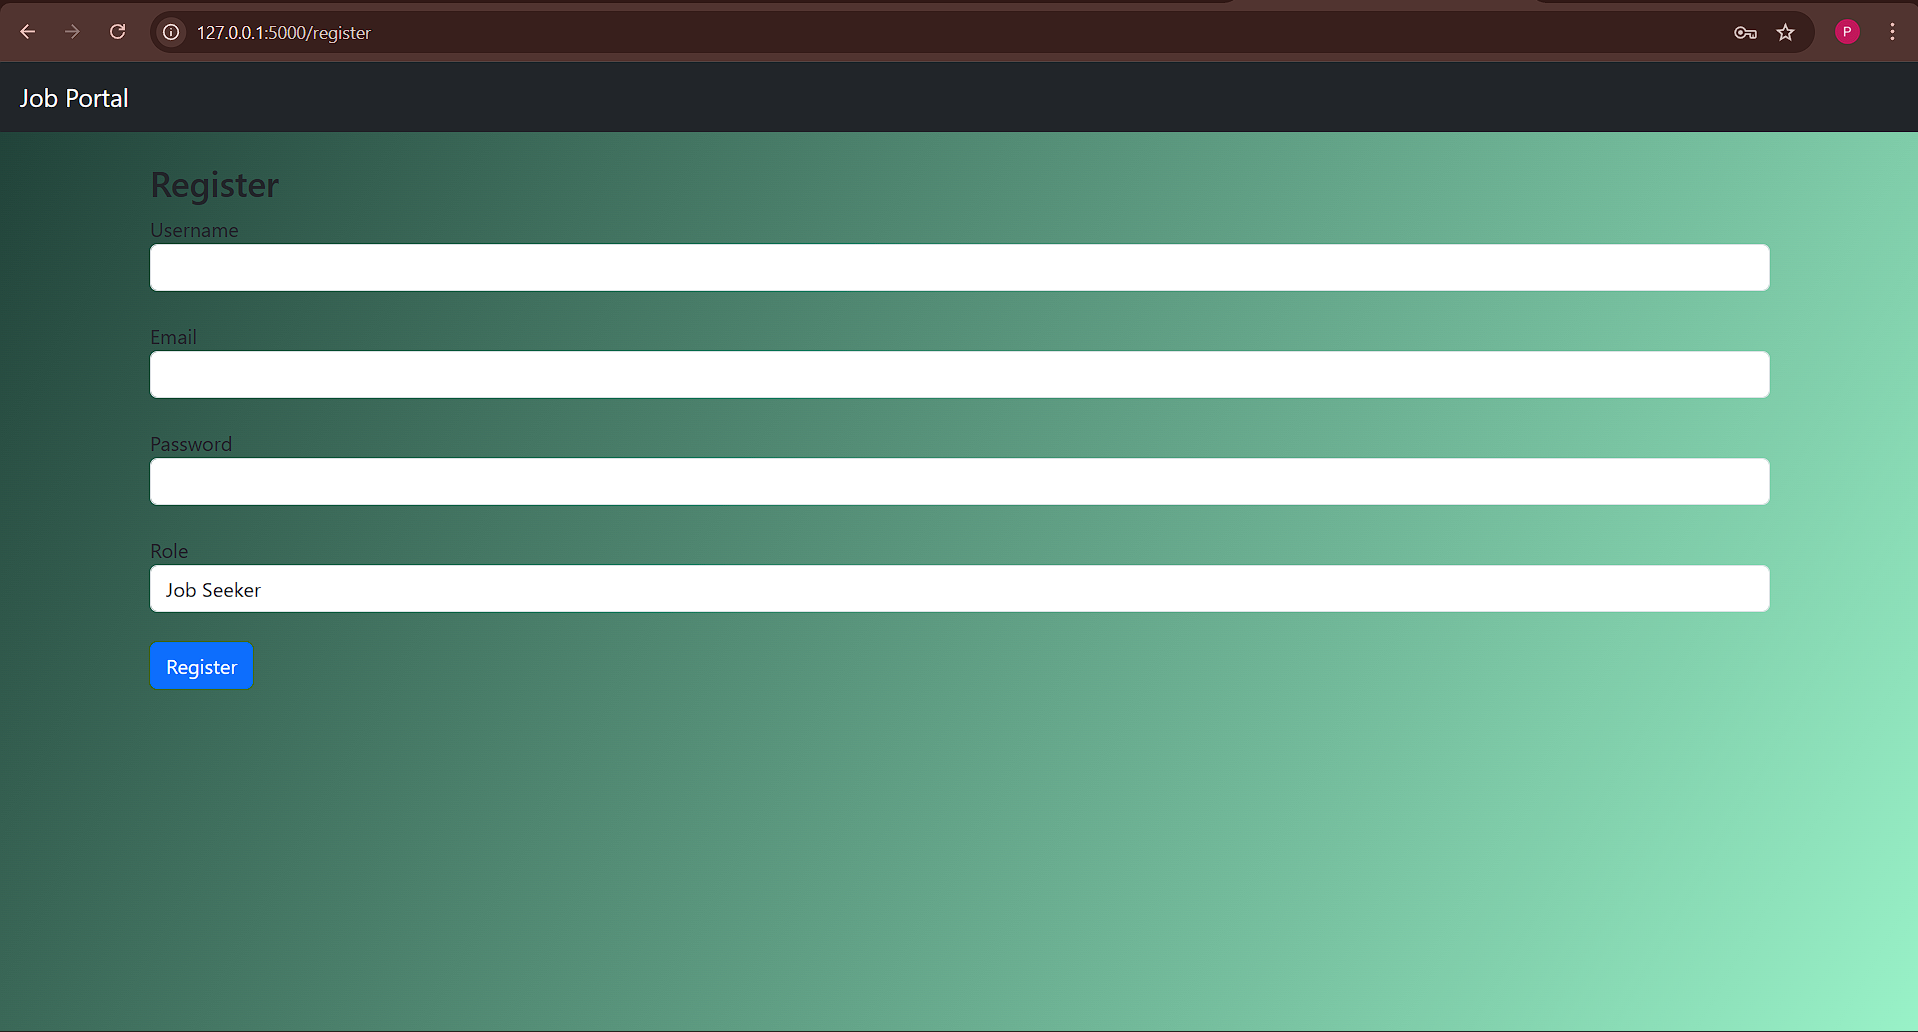 127.0.0.1:5000/register
P
Job Portal
Register
Username
Email
Password
Role
Job Seeker
Register